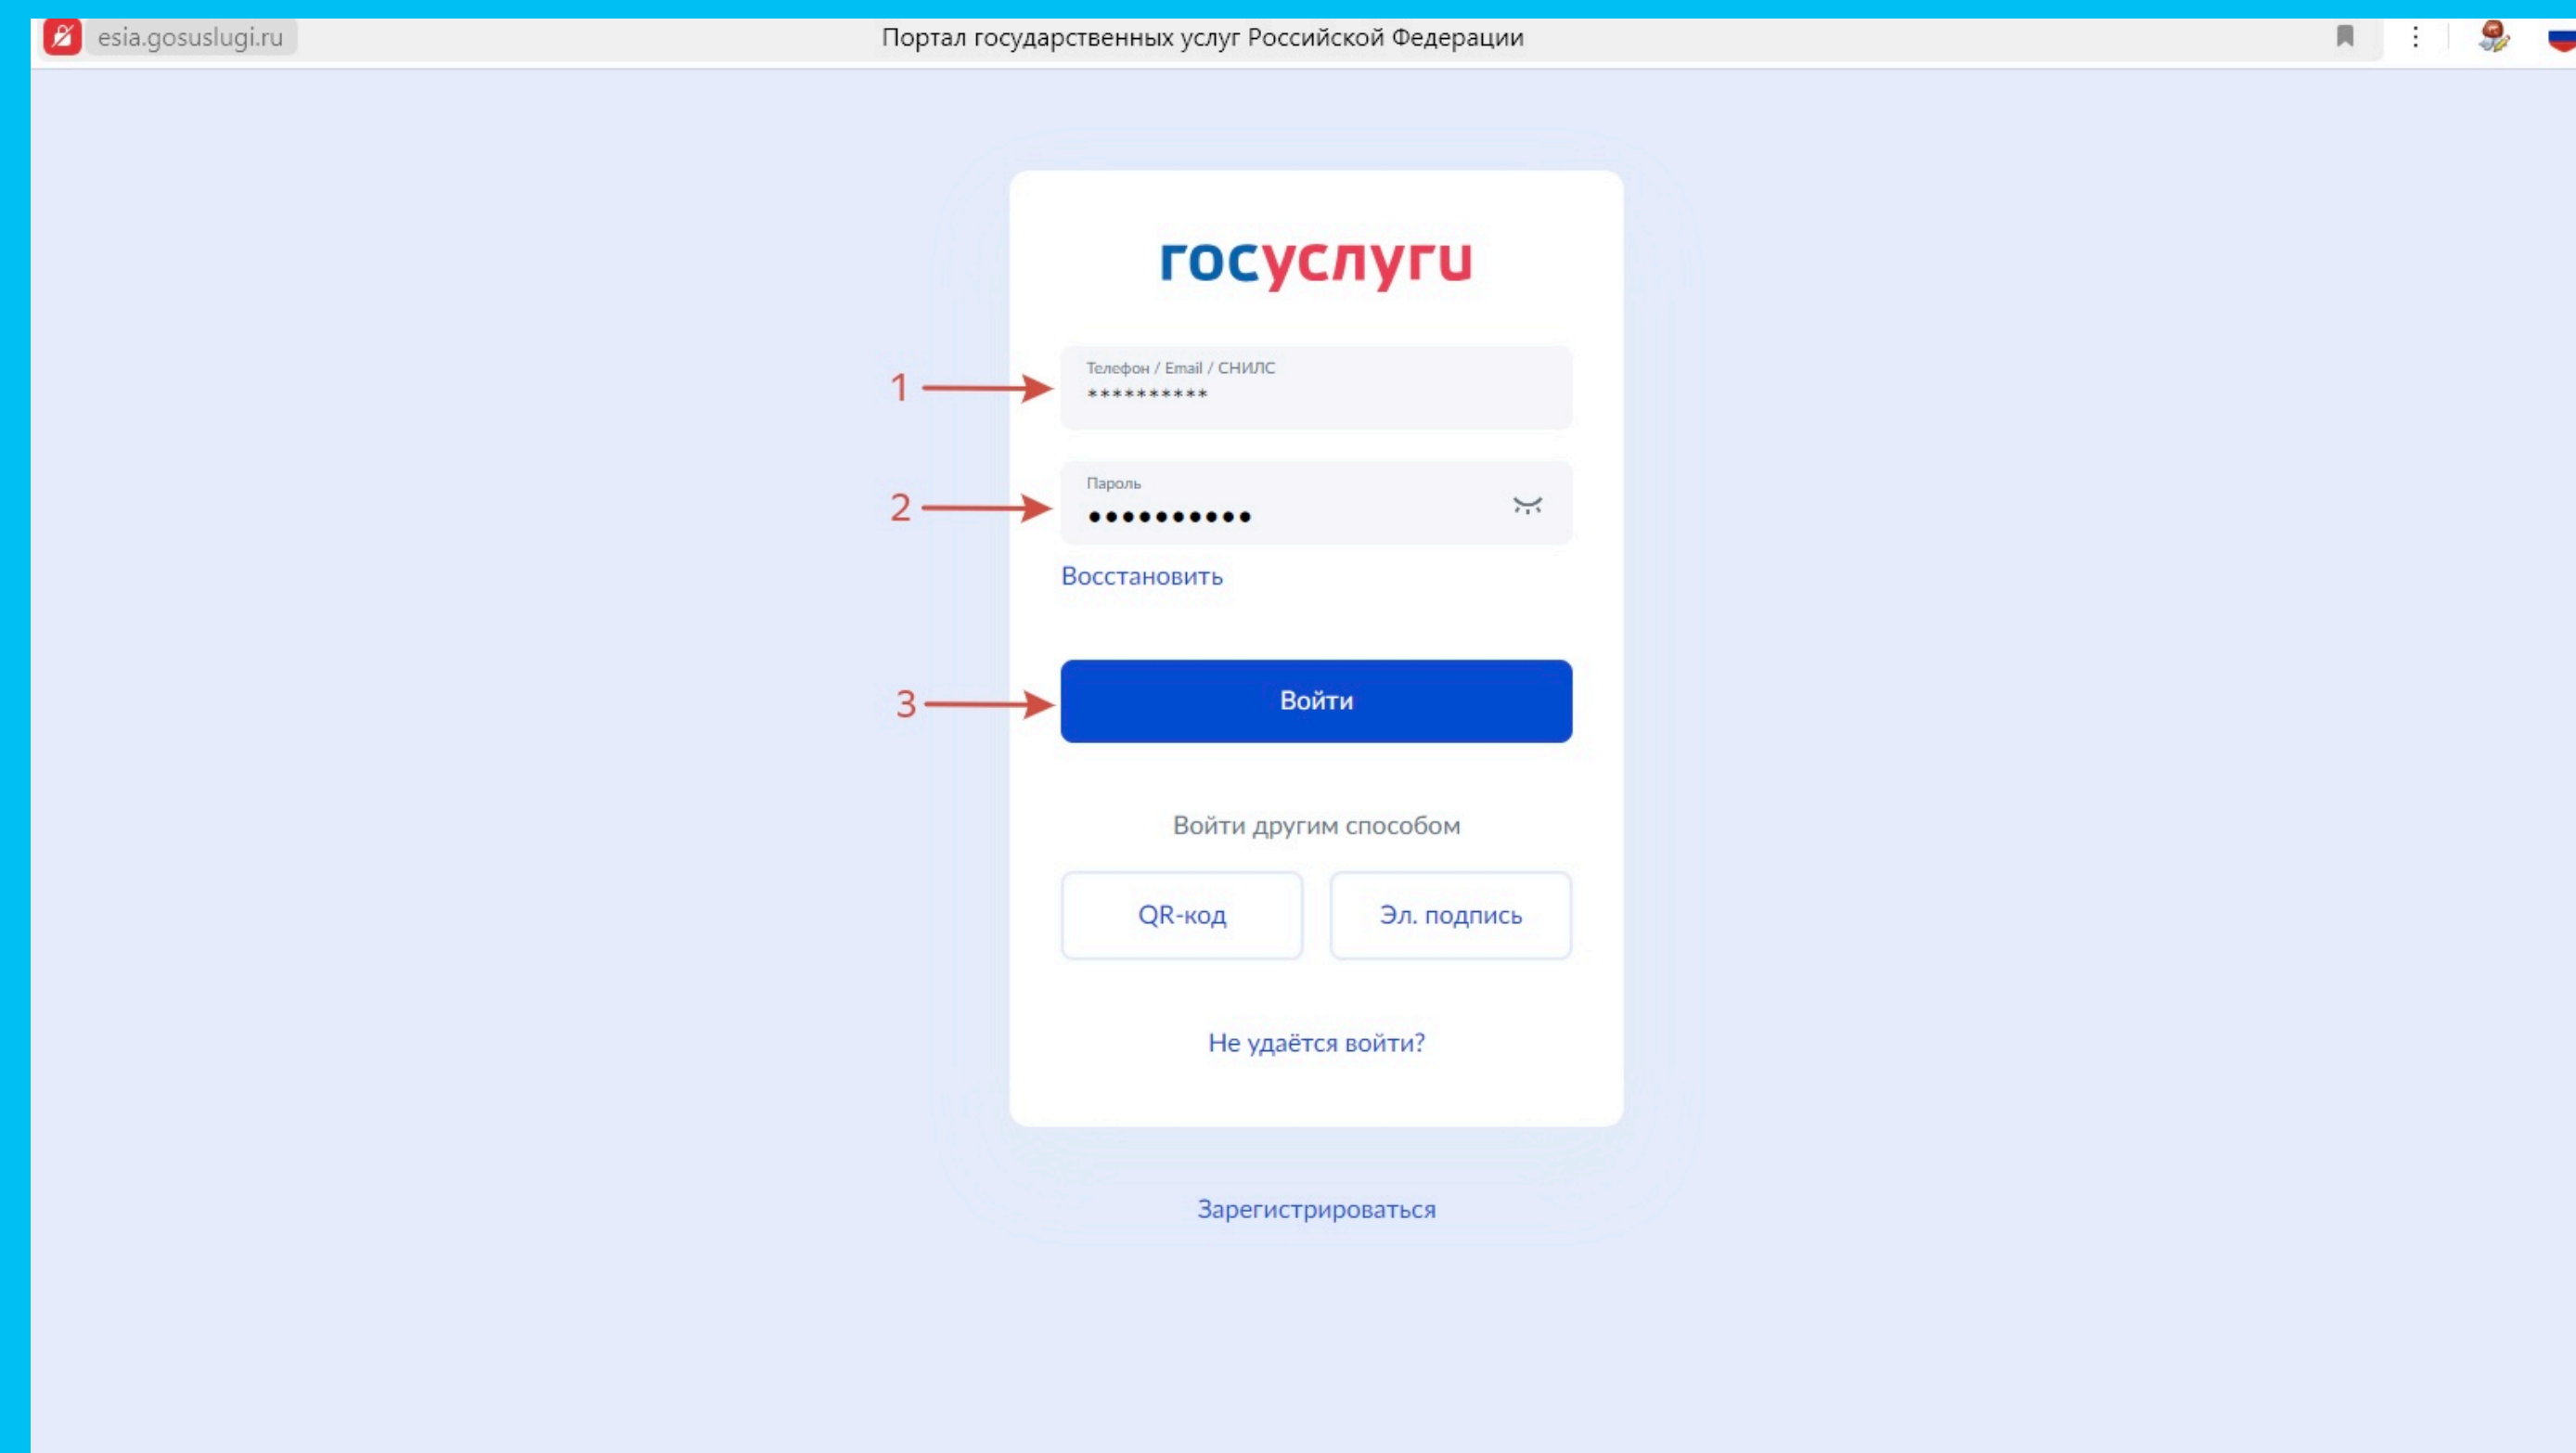 esia.gosuslugi.ru
Портал государственных услуг Российской Федерации
госуслуги
1
Телефон / Email / СНИЛС
**********
2
Пароль
••••••••••
Восстановить
3
Войти
Войти другим способом
QR-код
Эл. подпись
Не удаётся войти?
Зарегистрироваться